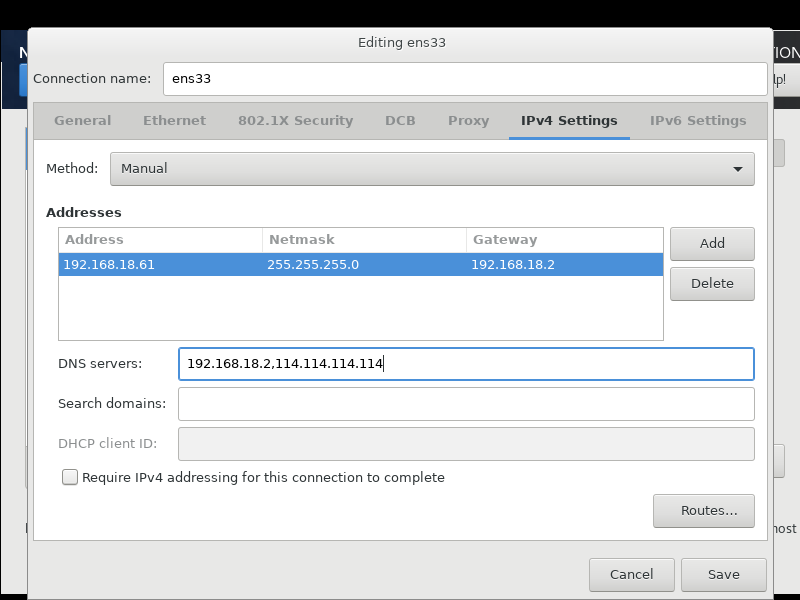 Editing ens33
N
TION
Connection name: ens33
lp!
General Ethernet 802.1X Security DCB Proxy IPv4 Settings IPv6 Settings
Method: Manual
Addresses
Address Netmask Gateway
192.168.18.61 255.255.255.0 192.168.18.2
Add
Delete
DNS servers: 192.168.18.2,114.114.114.114
Search domains:
DHCP client ID:
Require IPv4 addressing for this connection to complete
Routes...
host
Cancel Save